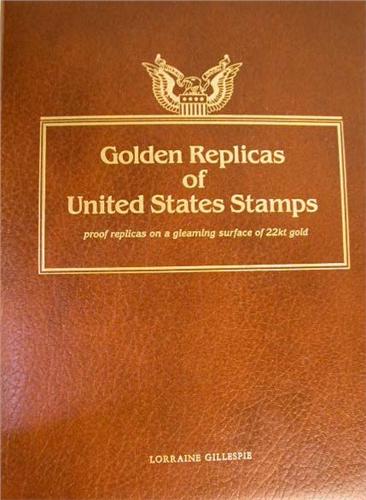 Golden Replicas
of
United States Stamps
proof replicas on a gleaming surface of 22kt gold
LORRAINE GILLESPIE